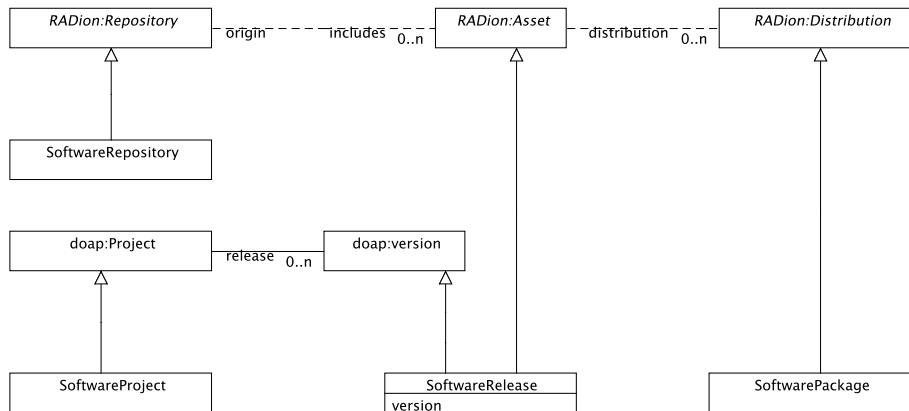 RADion:Repository
origin
includes
0..n
RADion:Asset
distribution
0..n
RADion:Distribution
SoftwareRepository
doap:Project
release
0..n
doap:version
SoftwareProject
SoftwareRelease
version
SoftwarePackage